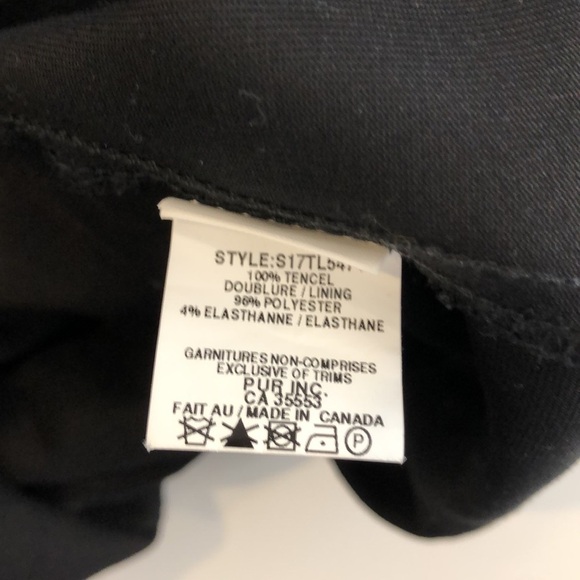 STYLE:S17TL547
100% TENCEL
DOUBLURE / LINING
96% POLYESTER
4% ELASTHANNE / ELASTHANE
GARNITURES NON-COMPRISES
EXCLUSIVE OF TRIMS
PUR INC.
CA 35553
FAIT AU / MADE IN CANADA
P